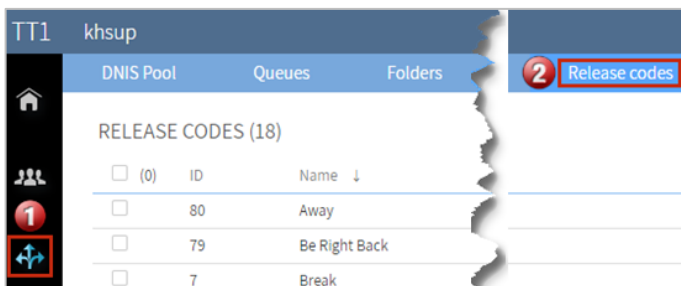 TT1 khsup
DNIS Pool Queues Folders 2 Release codes
RELEASE CODES (18)
(0) ID Name ↓
80 Away
1
79 Be Right Back
7 Break